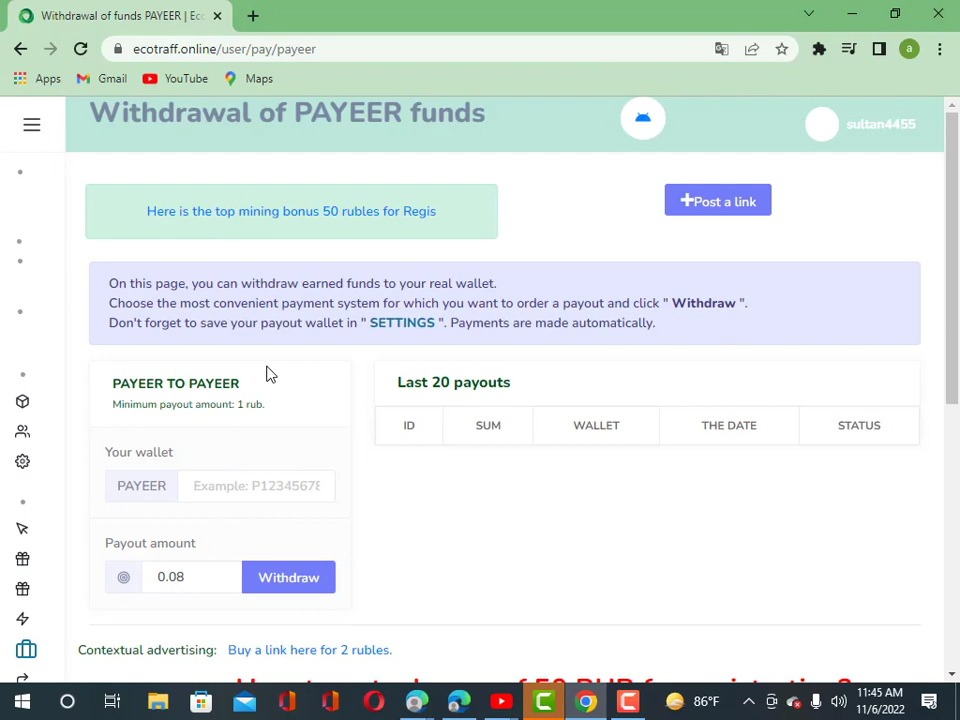 Withdrawal of funds PAYEER | Eco
ecotraff.online/user/pay/payeer
a
Apps
Gmail
YouTube
Maps
Withdrawal of PAYEER funds
sultan4455
Here is the top mining bonus 50 rubles for Regis
Post a link
On this page, you can withdraw earned funds to your real wallet.
Choose the most convenient payment system for which you want to order a payout and click " Withdraw ".
Don't forget to save your payout wallet in " SETTINGS ". Payments are made automatically.
PAYEER TO PAYEER
Minimum payout amount: 1 rub.
Last 20 payouts
ID SUM WALLET THE DATE STATUS
Your wallet
PAYEER
Example: P12345678
Payout amount
0.08
Withdraw
Contextual advertising: Buy a link here for 2 rubles.
86°F
11:45 AM
11/6/2022